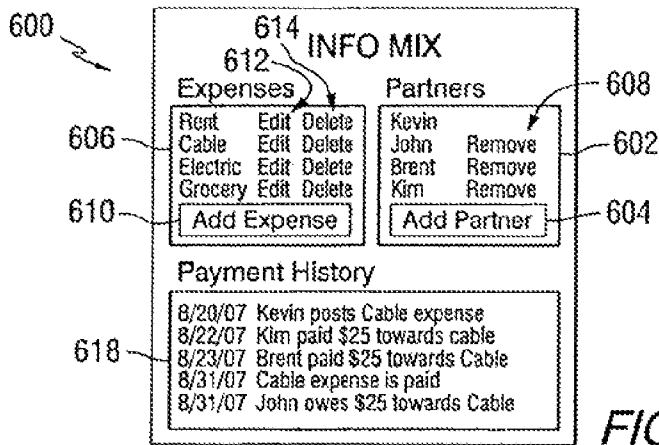 600
614
INFO MIX
612
Expenses
Partners
608
Rent Edit Delete
Kevin
606
Cable Edit Delete
John Remove
602
Electric Edit Delete
Brent Remove
Grocery Edit Delete
Kim Remove
610
Add Expense
Add Partner
604
Payment History
8/20/07 Kevin posts Cable expense
8/22/07 Kim paid $25 towards cable
618
8/23/07 Brent paid $25 towards Cable
8/31/07 Cable expense is paid
8/31/07 John owes $25 towards Cable